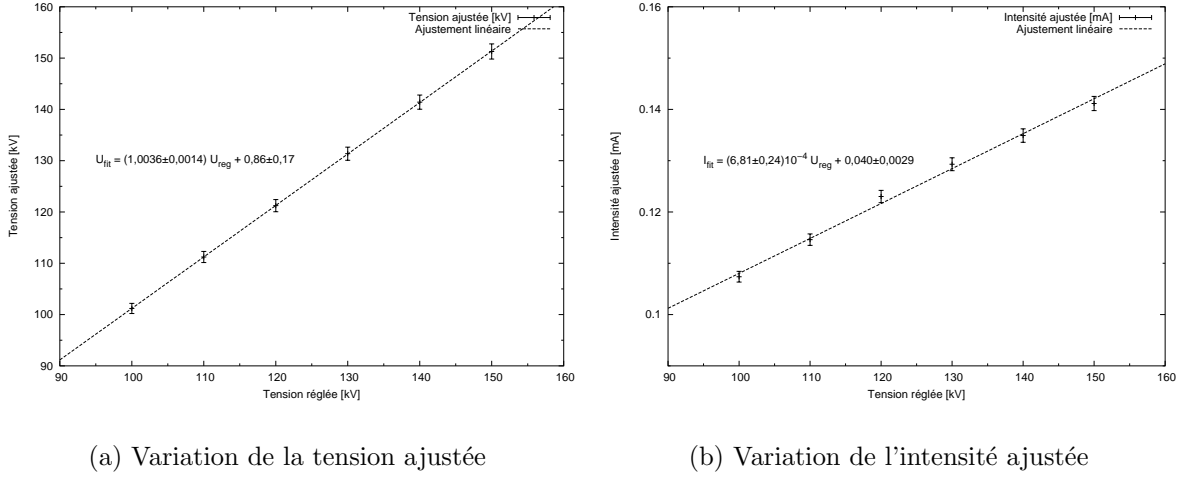 160
150
140
130
120
110
100
90
Tension ajustée [kV]
Tension ajustée [kV]
Ajustement linéaire
U_fit = (1,0036±0,0014) U_reg + 0,86±0,17
90 100 110 120 130 140 150 160
Tension réglée [kV]
(a) Variation de la tension ajustée
0.16
0.14
0.12
0.1
Intensité ajustée [mA]
Intensité ajustée [mA]
Ajustement linéaire
I_fit = (6,81±0,24)10⁻⁴ U_reg + 0,040±0,0029
90 100 110 120 130 140 150 160
Tension réglée [kV]
(b) Variation de l'intensité ajustée